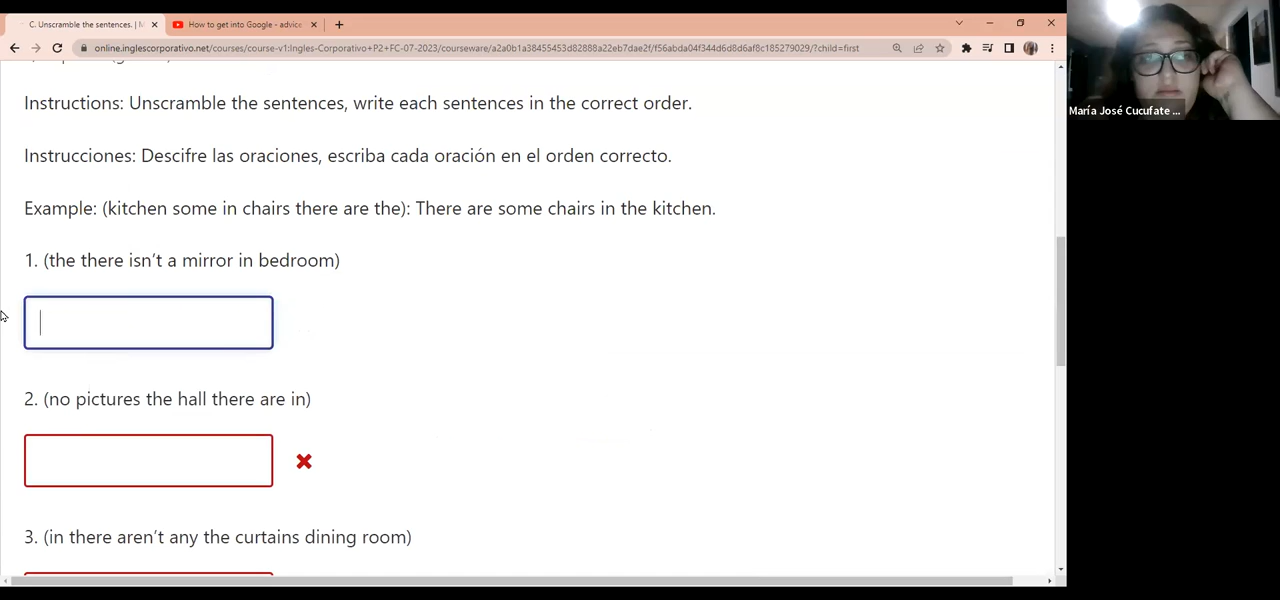 C. Unscramble the sentences. | M
How to get into Google - advice
online.inglescorporativo.net/courses/course-v1:Ingles-Corporativo+P2+FC-07-2023/courseware/a2a0b1a38455453d82888a22eb7dae2f/f56abda04f344d6d8d6af8c185279029/?child=first
Instructions: Unscramble the sentences, write each sentences in the correct order.
María José Cucufate ...
Instrucciones: Descifre las oraciones, escriba cada oración en el orden correcto.
Example: (kitchen some in chairs there are the): There are some chairs in the kitchen.
1. (the there isn't a mirror in bedroom)
2. (no pictures the hall there are in)
3. (in there aren't any the curtains dining room)